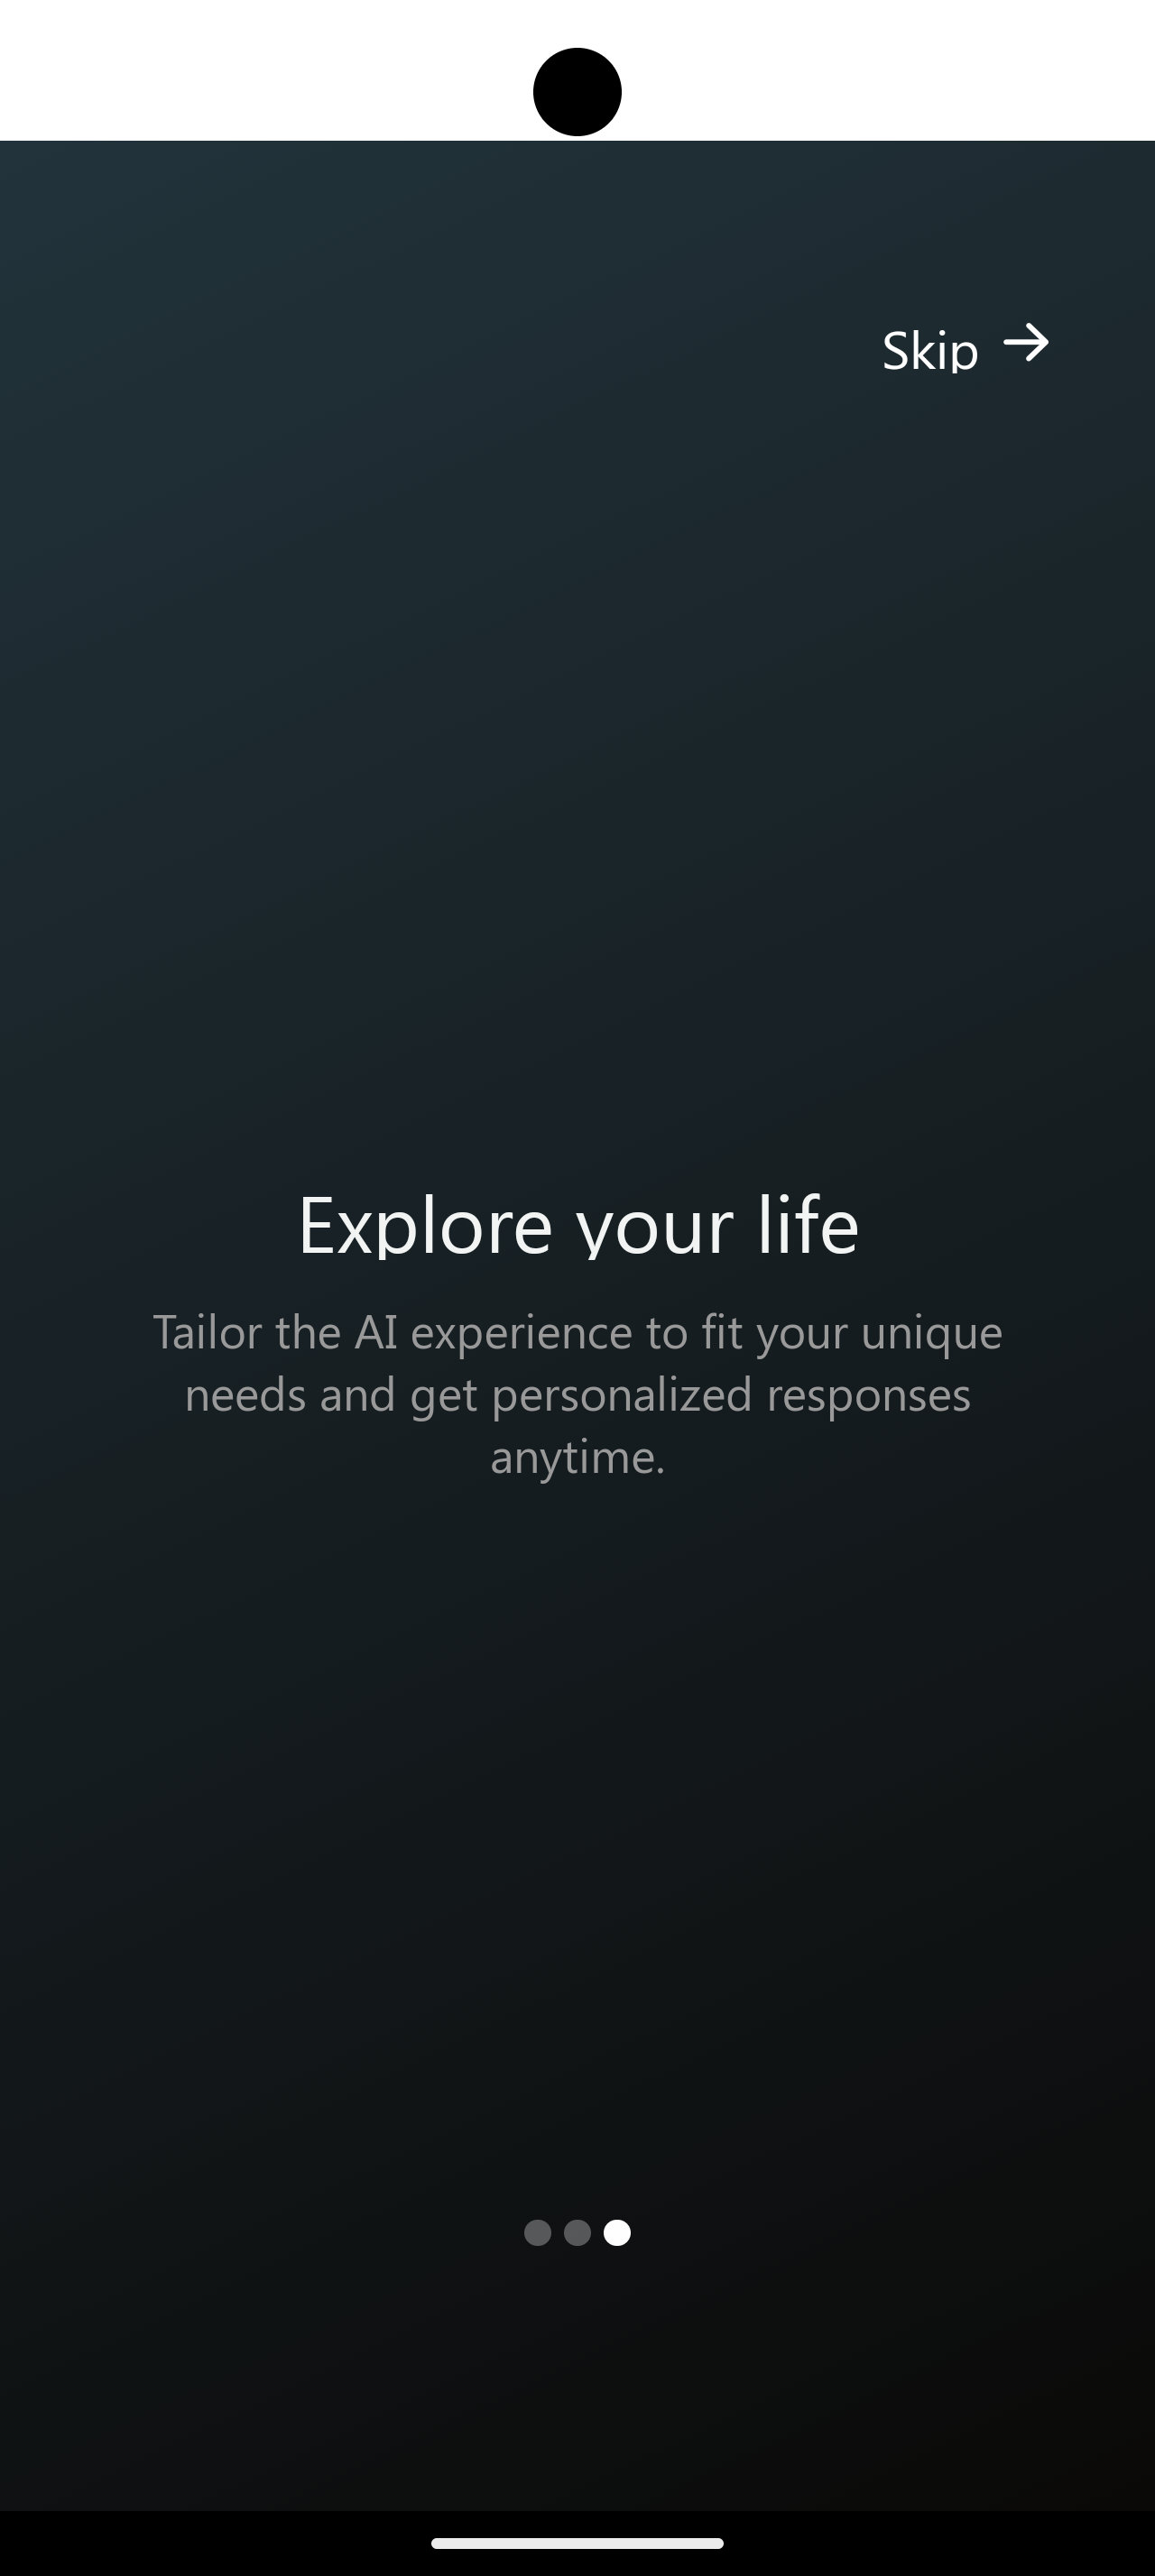 Skip
Explore your life
Tailor the AI experience to fit your unique
needs and get personalized responses
anytime.